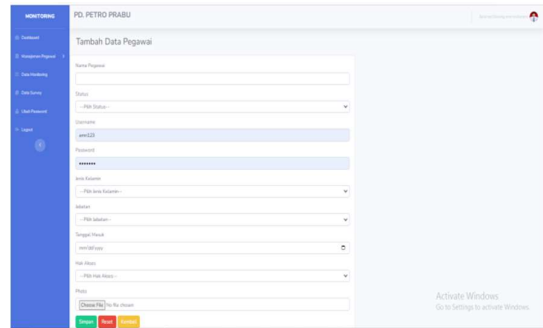 MONITORING
PD. PETRO PRABU
Dashboard
Tambah Data Pegawai
Manajemen Pegawai
Nama Pegawai
Data Monitoring
Data Survey
Status
-- Pilih Status --
Ubah Password
Username
Logout
Password
•••••••
Jenis Kelamin
-- Pilih Jenis Kelamin --
Jabatan
-- Pilih Jabatan --
Tanggal Masuk
mm/dd/yyyy
Hak Akses
-- Pilih Hak Akses --
Photo
Choose File No file chosen
Simpan Reset Kembali
Activate Windows
Go to Settings to activate Windows.